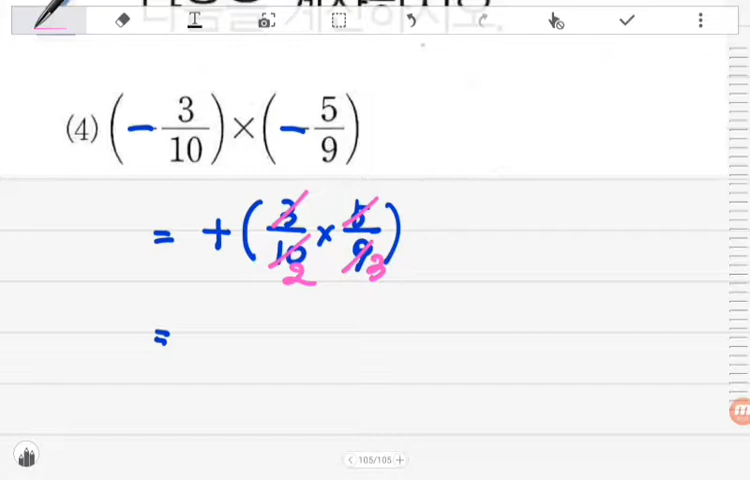 (4) (− 3/10) × (− 5/9)
= + (3/10 × 5/9)
2 3
=
105/105